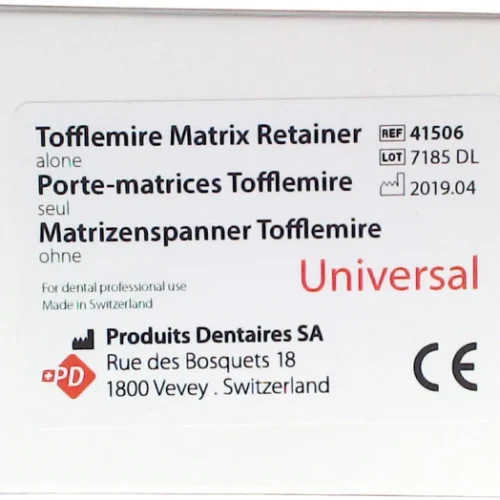 Tofflemire Matrix Retainer
alone
Porte-matrices Tofflemire
seul
Matrizenspanner Tofflemire
ohne
REF 41506
LOT 7185 DL
2019.04
Universal
For dental professional use
Made in Switzerland
Produits Dentaires SA
Rue des Bosquets 18
1800 Vevey . Switzerland
PD
CE